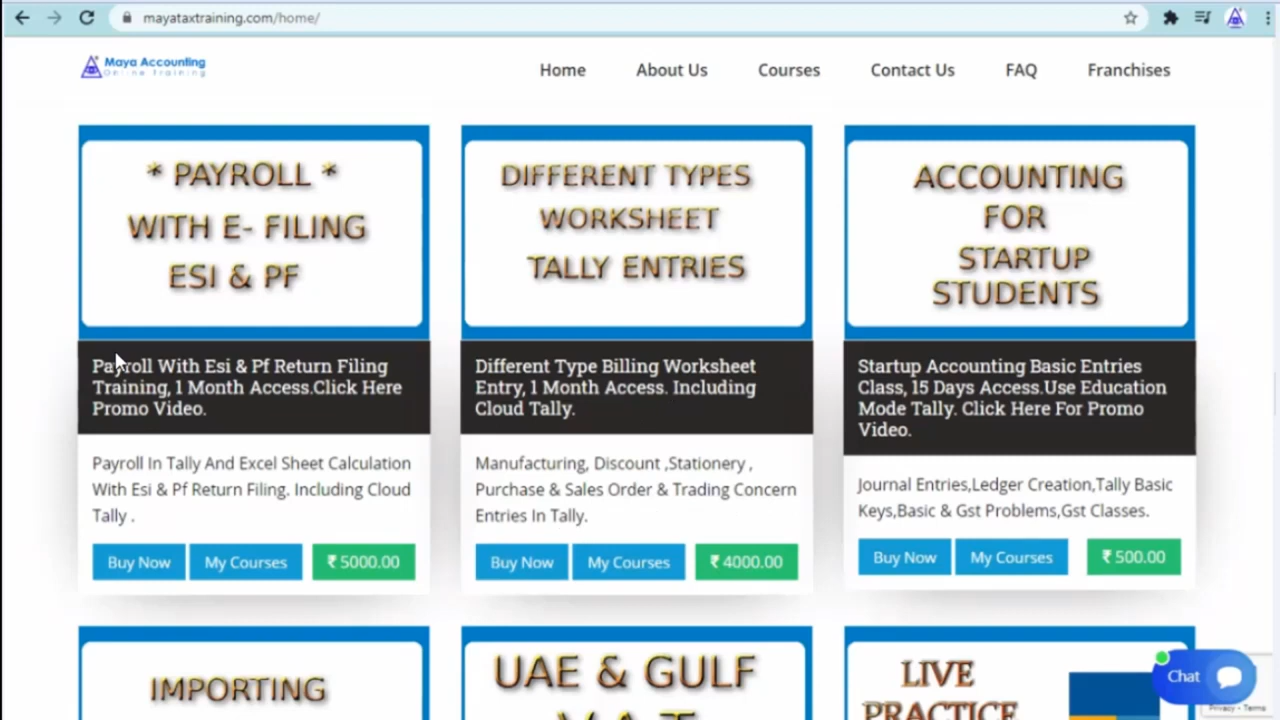 mayataxtraining.com/home/
Maya Accounting
Online Training
Home About Us Courses Contact Us FAQ Franchises
* PAYROLL *
WITH E- FILING
ESI & PF
Payroll With Esi & Pf Return Filing
Training, 1 Month Access.Click Here
Promo Video.
Payroll In Tally And Excel Sheet Calculation
With Esi & Pf Return Filing. Including Cloud
Tally .
Buy Now My Courses ₹ 5000.00
DIFFERENT TYPES
WORKSHEET
TALLY ENTRIES
Different Type Billing Worksheet
Entry, 1 Month Access. Including
Cloud Tally.
Manufacturing, Discount ,Stationery ,
Purchase & Sales Order & Trading Concern
Entries In Tally.
Buy Now My Courses ₹ 4000.00
ACCOUNTING
FOR
STARTUP
STUDENTS
Startup Accounting Basic Entries
Class, 15 Days Access.Use Education
Mode Tally. Click Here For Promo
Video.
Journal Entries,Ledger Creation,Tally Basic
Keys,Basic & Gst Problems,Gst Classes.
Buy Now My Courses ₹ 500.00
IMPORTING
UAE & GULF
VAT
LIVE
PRACTICE
Chat
Privacy - Terms